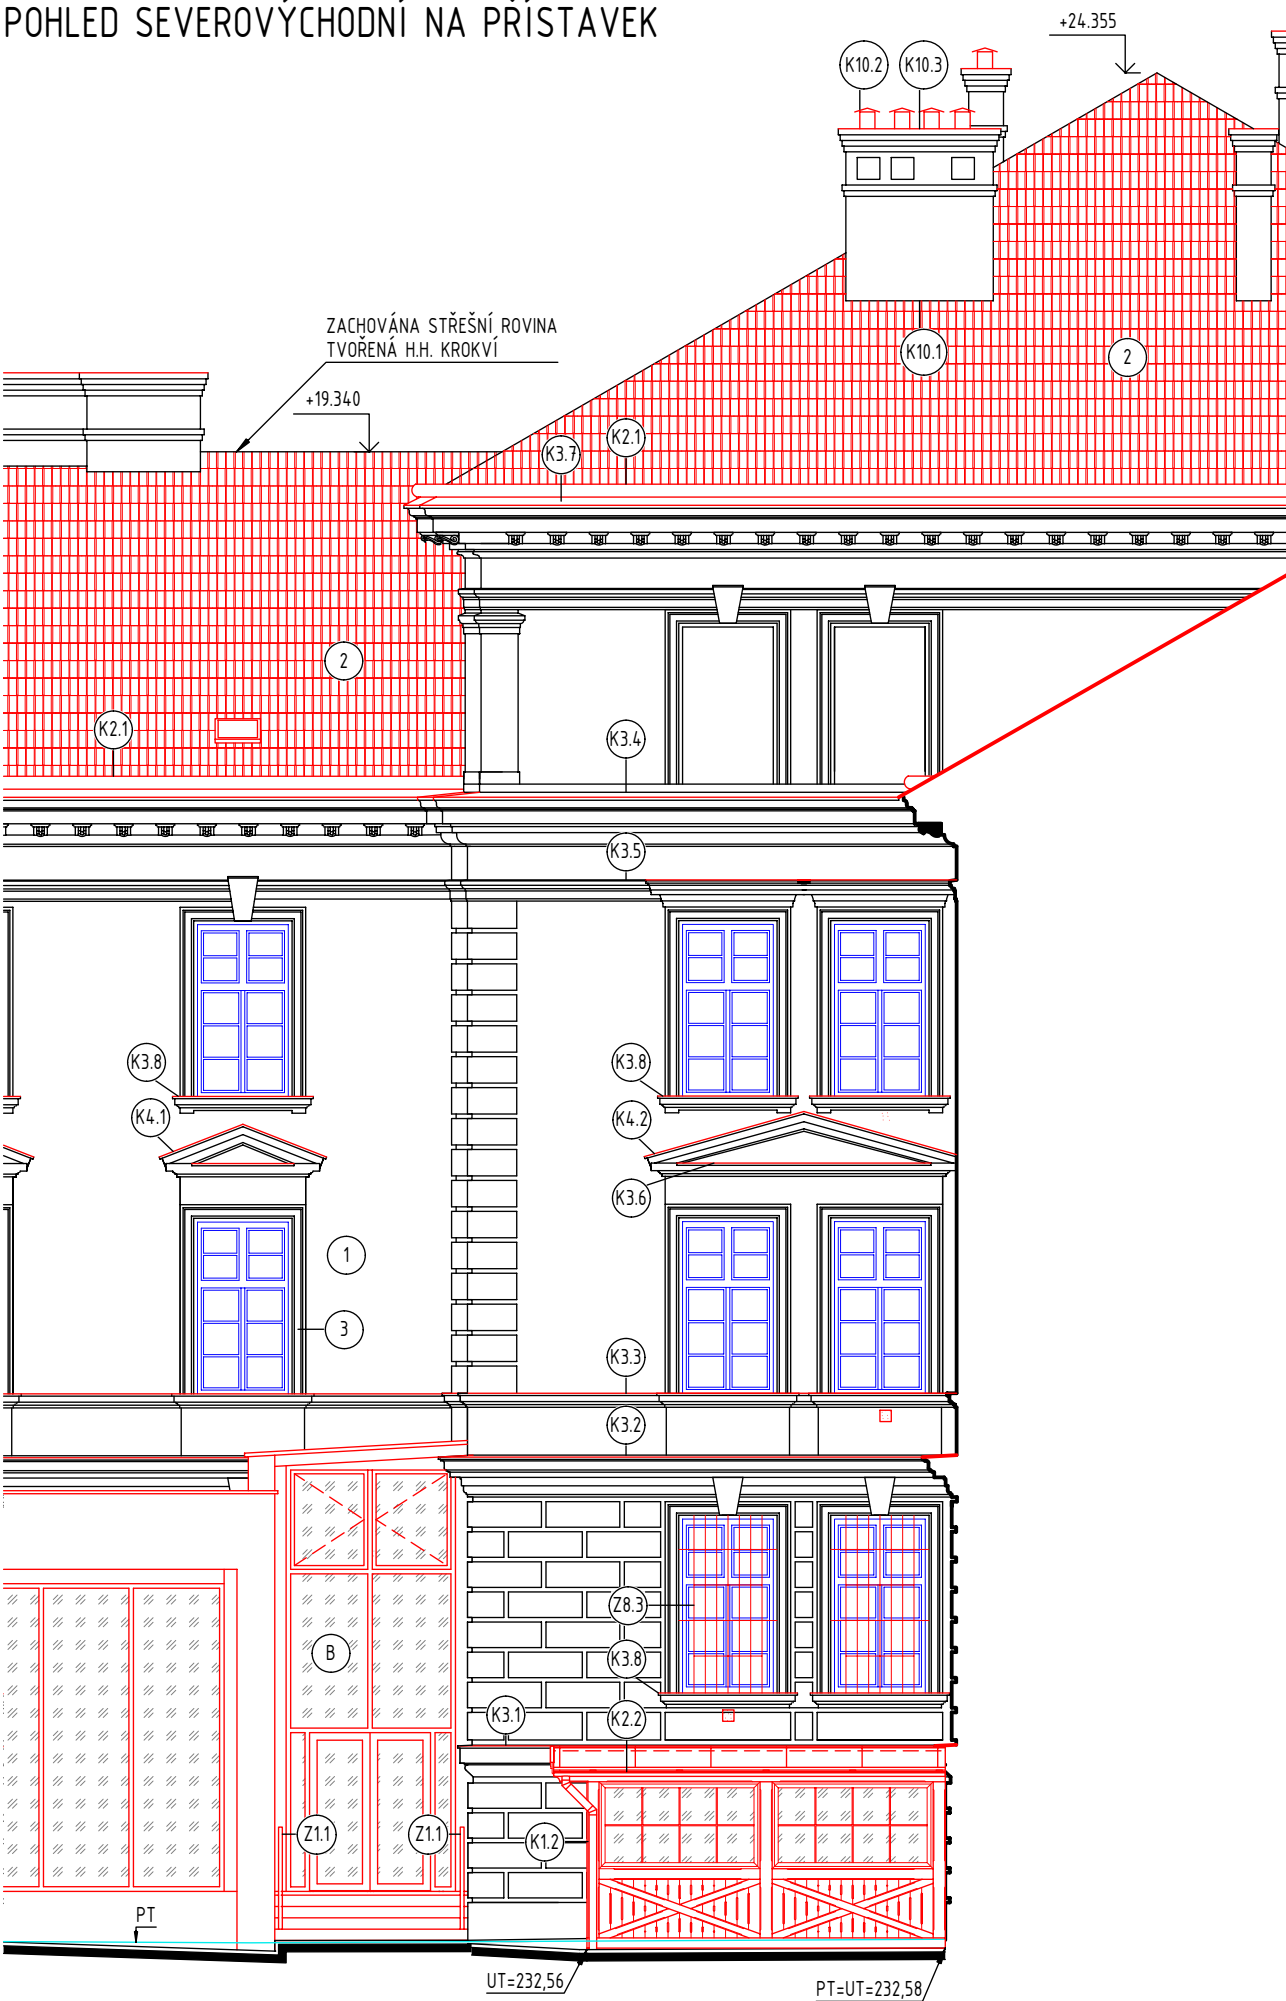 POHLED SEVEROVÝCHODNÍ NA PŘÍSTAVEK
+24.355
K10.2
K10.3
ZACHOVÁNA STŘEŠNÍ ROVINA
TVOŘENÁ H.H. KROKVÍ
K10.1
2
+19.340
K2.1
K3.7
2
K2.1
K3.4
K3.5
K3.8
K3.8
K4.1
K4.2
K3.6
1
3
K3.3
K3.2
Z8.3
B
K3.8
K3.1
K2.2
Z1.1
Z1.1
K1.2
PT
UT=232,56
PT=UT=232,58